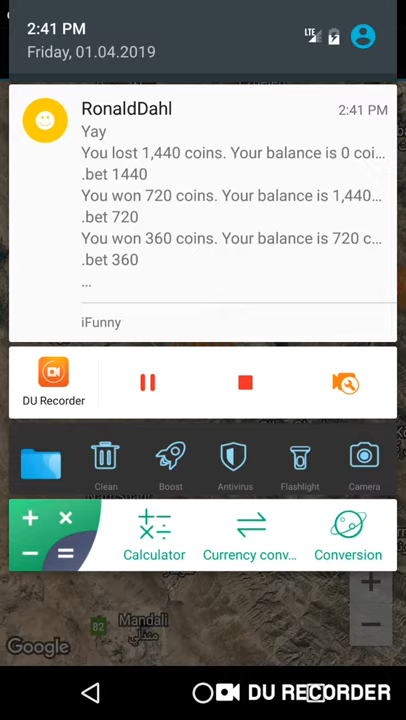 2:41 PM
LTE
Friday, 01.04.2019
RonaldDahl 2:41 PM
Yay
You lost 1,440 coins. Your balance is 0 coi...
.bet 1440
You won 720 coins. Your balance is 1,440...
.bet 720
You won 360 coins. Your balance is 720 c...
.bet 360
...
iFunny
DU Recorder
Clean Boost Antivirus Flashlight Camera
Calculator Currency conv... Conversion
82
Mandali
مندلي
Google
DU RECORDER